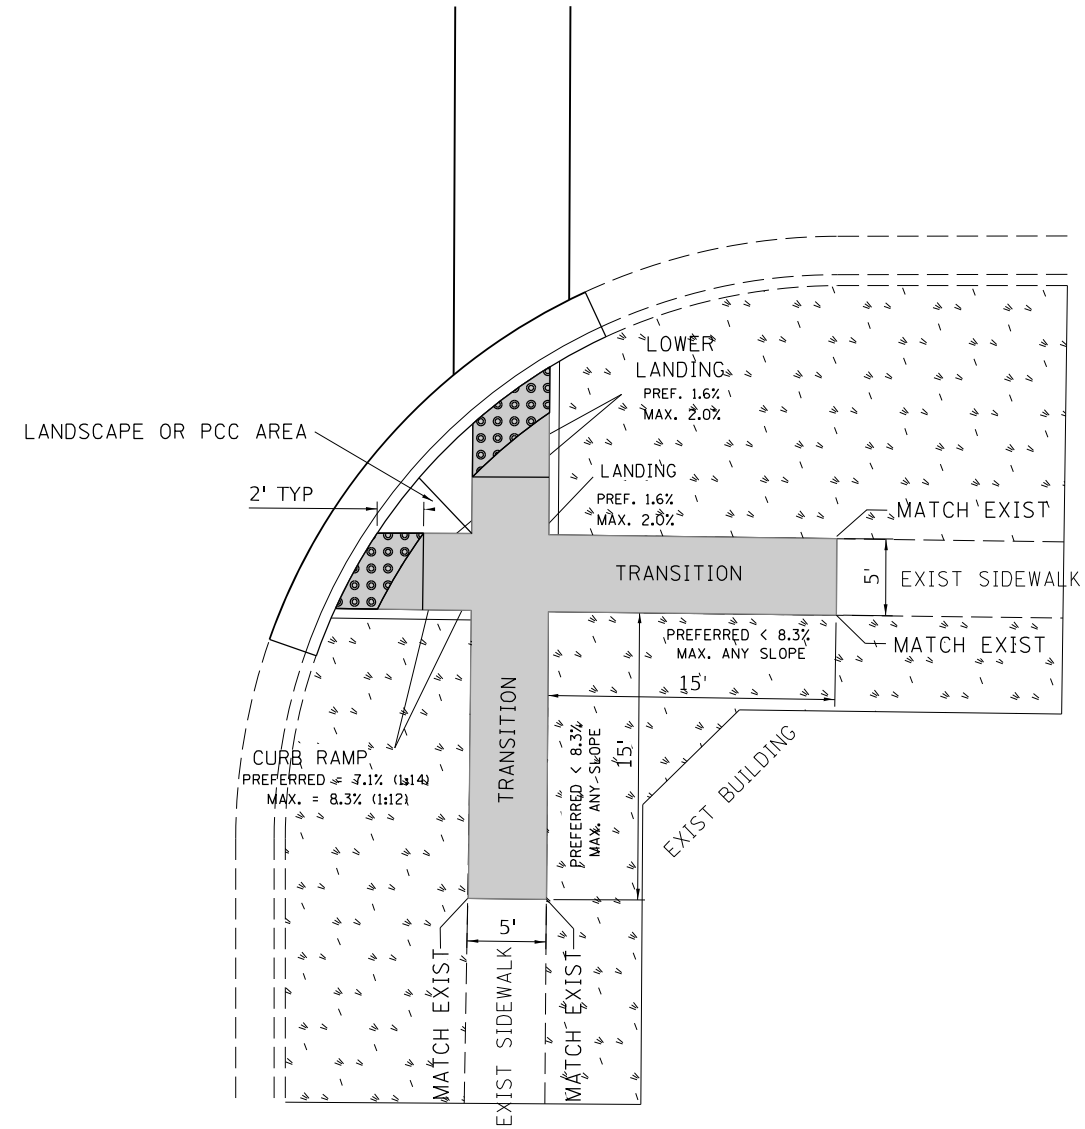 LOWER
LANDING
PREF. 1.6%
MAX. 2.0%
LANDSCAPE OR PCC AREA
LANDING
2' TYP
PREF. 1.6%
MAX. 2.0%
MATCH EXIST
TRANSITION
5'
EXIST SIDEWALK
PREFERRED < 8.3%
MAX. ANY SLOPE
MATCH EXIST
15'
TRANSITION
PREFERRED < 8.3%
MAX. ANY SLOPE
15'
CURB RAMP
PREFERRED = 7.1% (1:14)
MAX. = 8.3% (1:12)
EXIST BUILDING
5'
MATCH EXIST
EXIST SIDEWALK
MATCH EXIST